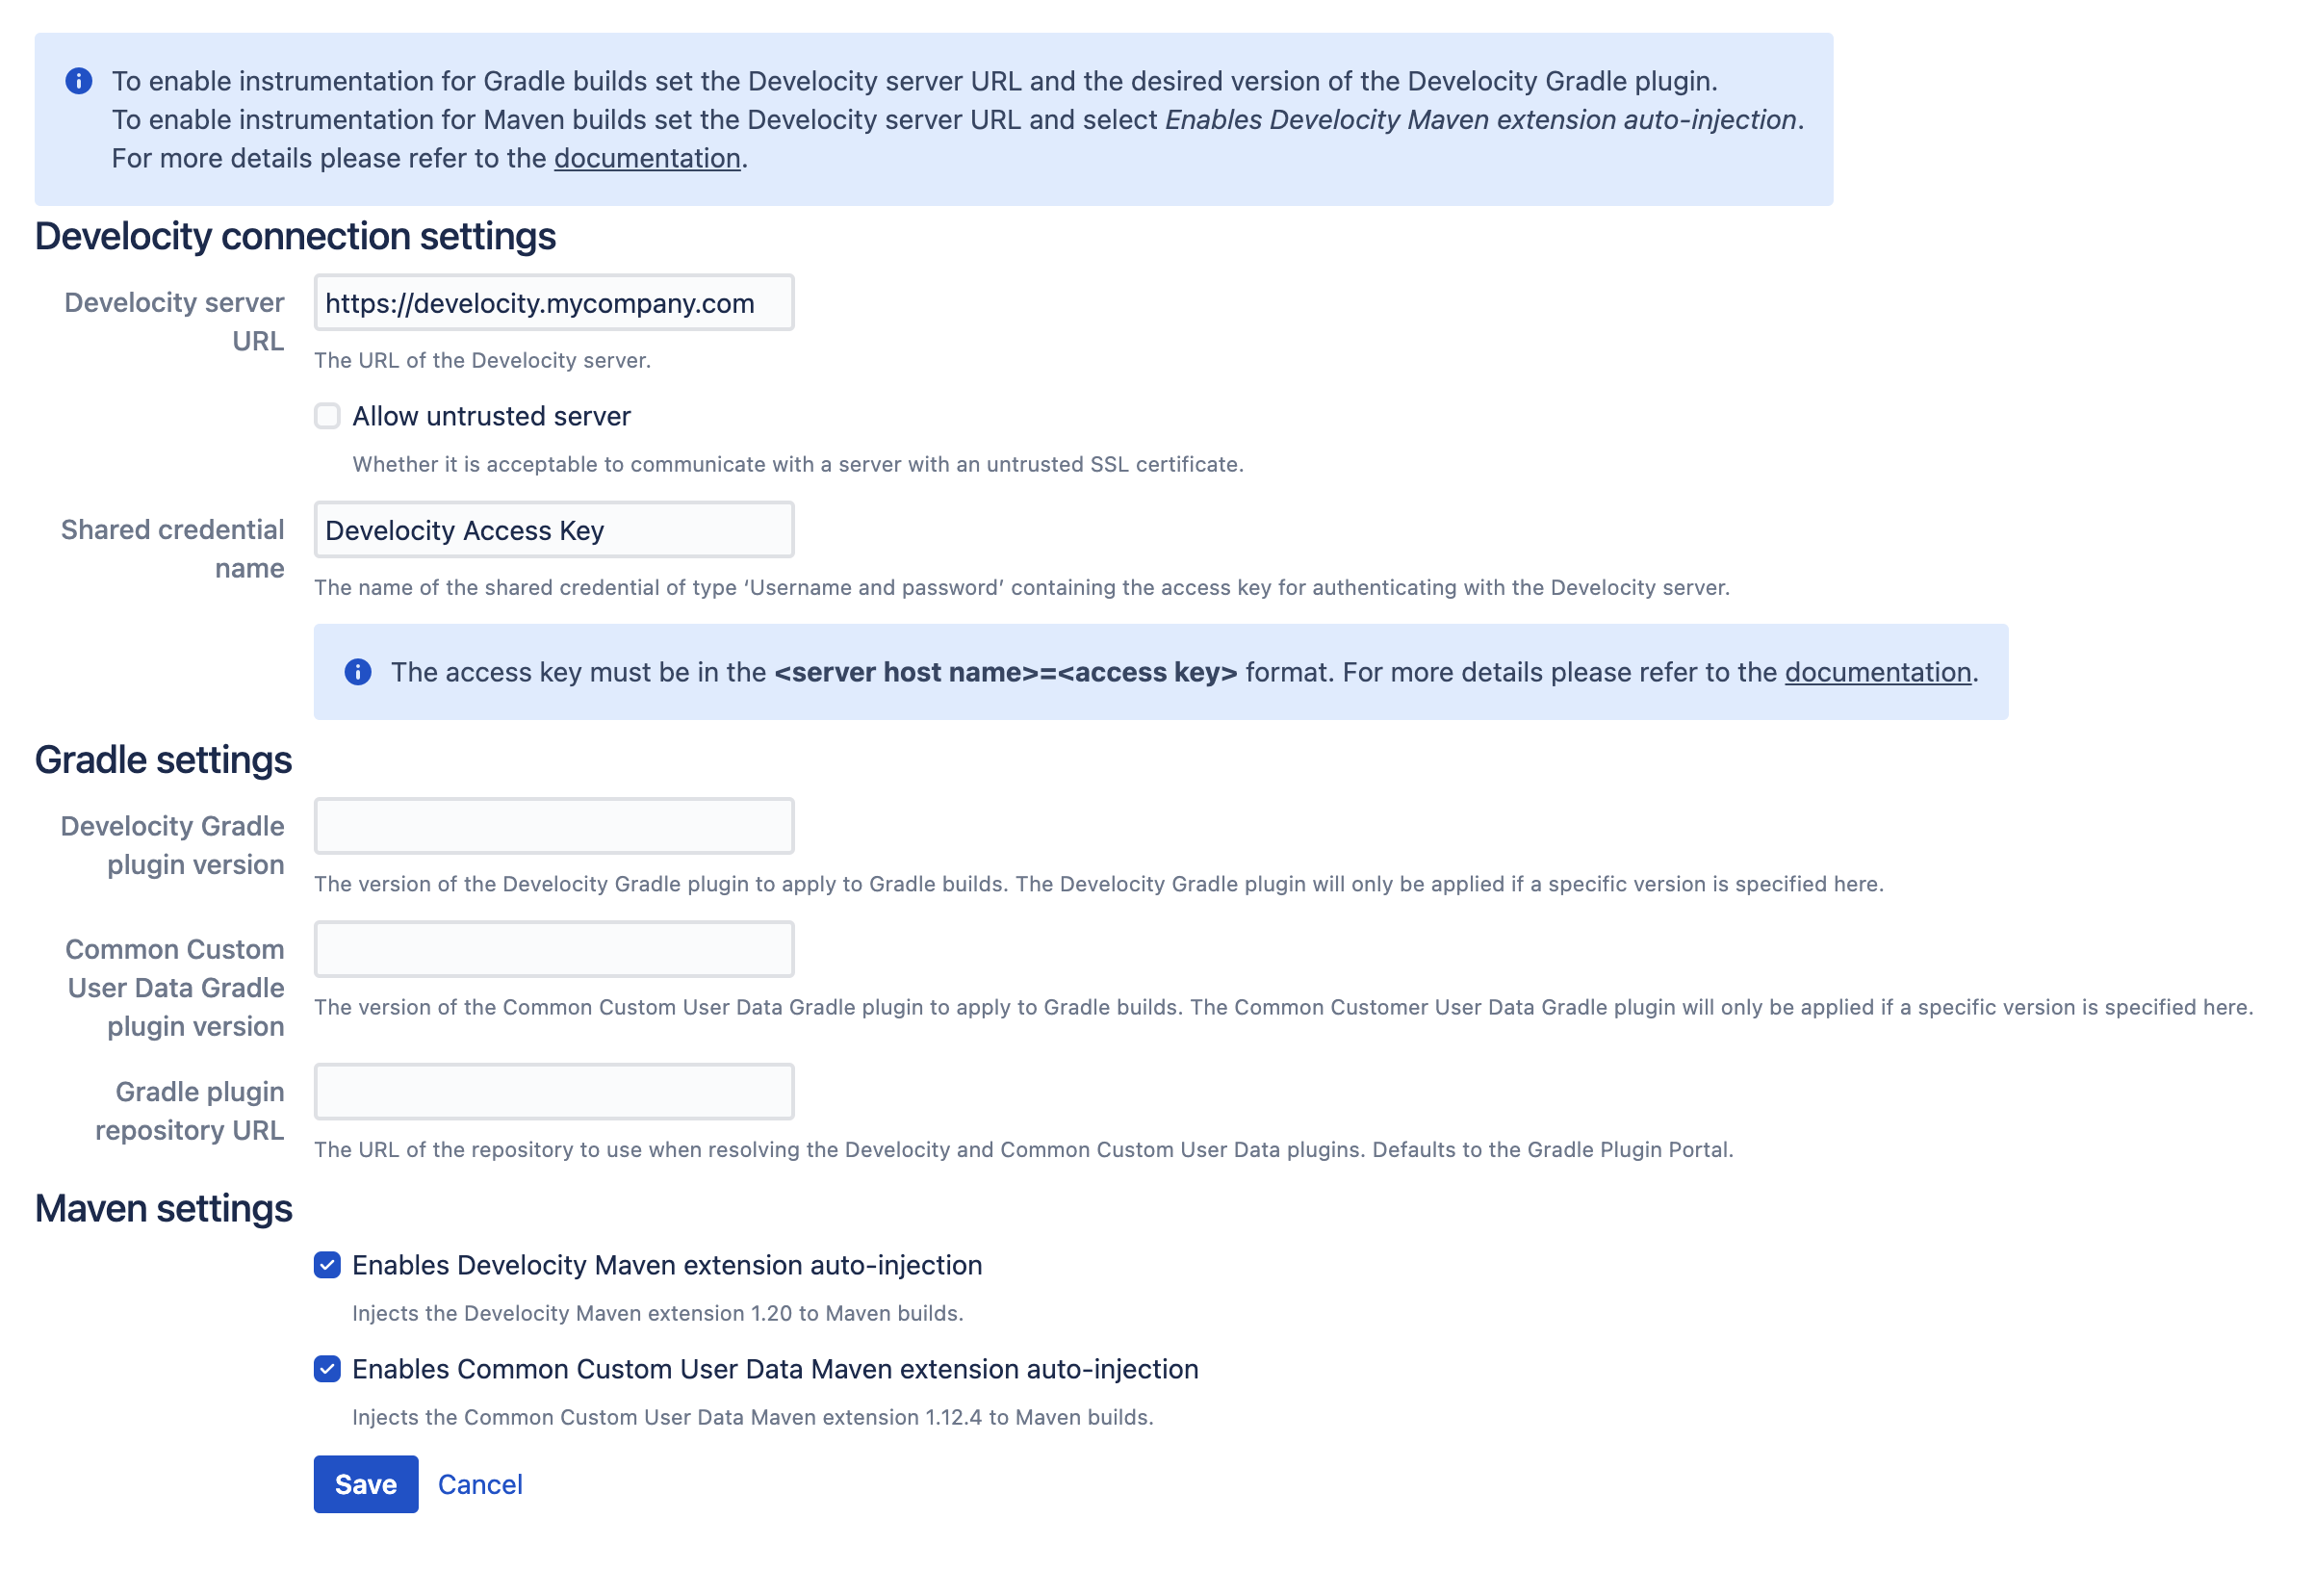 To enable instrumentation for Gradle builds set the Develocity server URL and the desired version of the Develocity Gradle plugin.
To enable instrumentation for Maven builds set the Develocity server URL and select Enables Develocity Maven extension auto-injection.
For more details please refer to the documentation.
Develocity connection settings
Develocity server
URL
https://develocity.mycompany.com
The URL of the Develocity server.
Allow untrusted server
Whether it is acceptable to communicate with a server with an untrusted SSL certificate.
Shared credential
name
Develocity Access Key
The name of the shared credential of type ‘Username and password’ containing the access key for authenticating with the Develocity server.
The access key must be in the <server host name>=<access key> format. For more details please refer to the documentation.
Gradle settings
Develocity Gradle
plugin version
The version of the Develocity Gradle plugin to apply to Gradle builds. The Develocity Gradle plugin will only be applied if a specific version is specified here.
Common Custom
User Data Gradle
plugin version
The version of the Common Custom User Data Gradle plugin to apply to Gradle builds. The Common Customer User Data Gradle plugin will only be applied if a specific version is specified here.
Gradle plugin
repository URL
The URL of the repository to use when resolving the Develocity and Common Custom User Data plugins. Defaults to the Gradle Plugin Portal.
Maven settings
Enables Develocity Maven extension auto-injection
Injects the Develocity Maven extension 1.20 to Maven builds.
Enables Common Custom User Data Maven extension auto-injection
Injects the Common Custom User Data Maven extension 1.12.4 to Maven builds.
Save Cancel